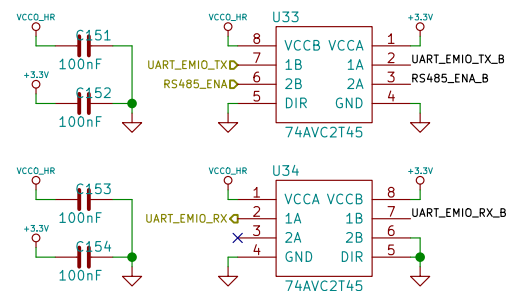 VCCO_HR
C151
100nF
+3.3V
C152
100nF
VCCO_HR
U33
+3.3V
8 VCCB VCCA 1
UART_EMIO_TX 7 1B 1A 2 UART_EMIO_TX_B
RS485_ENA 6 2B 2A 3 RS485_ENA_B
5 DIR GND 4
74AVC2T45
VCCO_HR
C153
100nF
+3.3V
C154
100nF
VCCO_HR
U34
+3.3V
1 VCCA VCCB 8
UART_EMIO_RX 2 1A 1B 7 UART_EMIO_RX_B
3 2A 2B 6
4 GND DIR 5
74AVC2T45